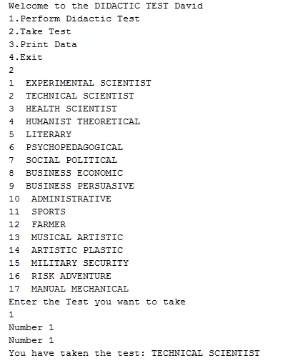 Welcome to the DIDACTIC TEST David
1.Perform Didactic Test
2.Take Test
3.Print Data
4.Exit
2
1 EXPERIMENTAL SCIENTIST
2 TECHNICAL SCIENTIST
3 HEALTH SCIENTIST
4 HUMANIST THEORETICAL
5 LITERARY
6 PSYCHOPEDAGOGICAL
7 SOCIAL POLITICAL
8 BUSINESS ECONOMIC
9 BUSINESS PERSUASIVE
10 ADMINISTRATIVE
11 SPORTS
12 FARMER
13 MUSICAL ARTISTIC
14 ARTISTIC PLASTIC
15 MILITARY SECURITY
16 RISK ADVENTURE
17 MANUAL MECHANICAL
Enter the Test you want to take
1
Number 1
Number 1
You have taken the test: TECHNICAL SCIENTIST